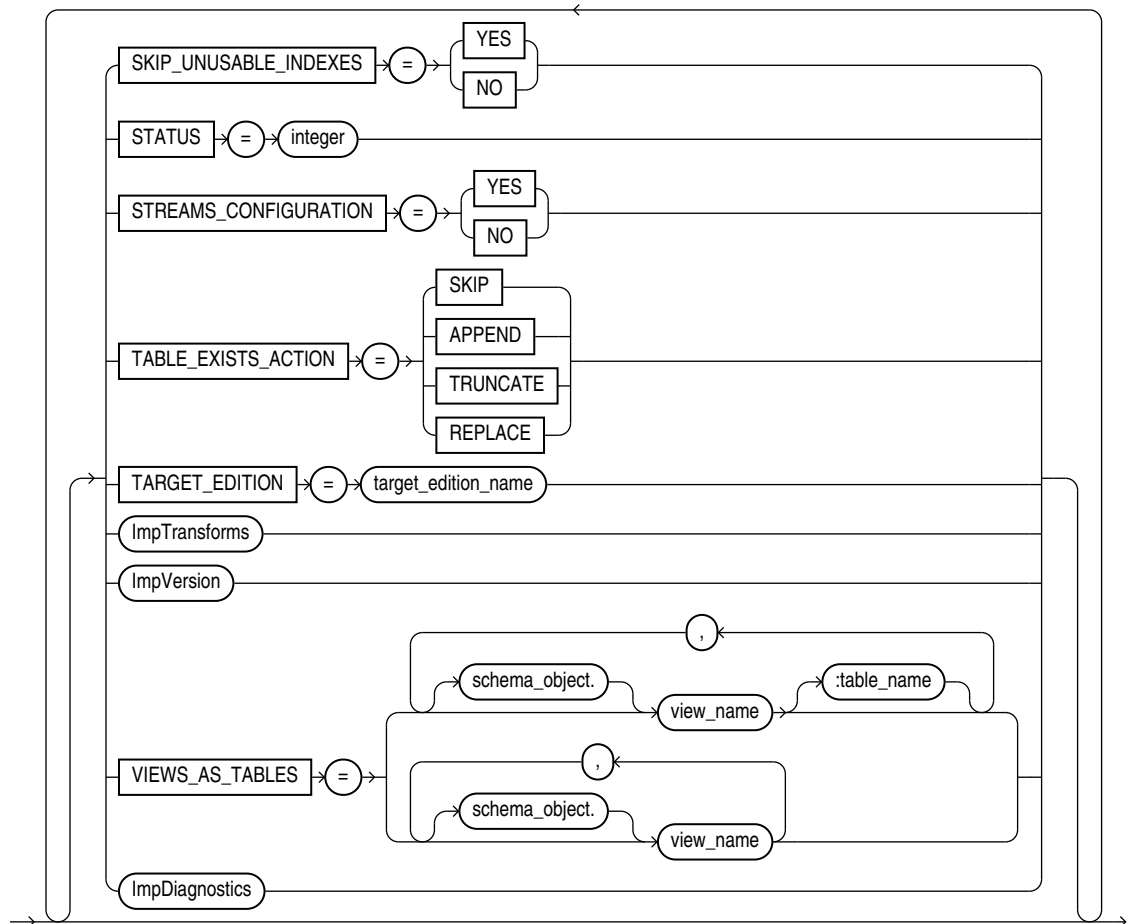 YES
SKIP_UNUSABLE_INDEXES =
NO
STATUS = integer
YES
STREAMS_CONFIGURATION =
NO
SKIP
APPEND
TABLE_EXISTS_ACTION =
TRUNCATE
REPLACE
TARGET_EDITION = target_edition_name
ImpTransforms
ImpVersion
,
schema_object. :table_name
view_name
,
VIEWS_AS_TABLES =
schema_object.
view_name
ImpDiagnostics